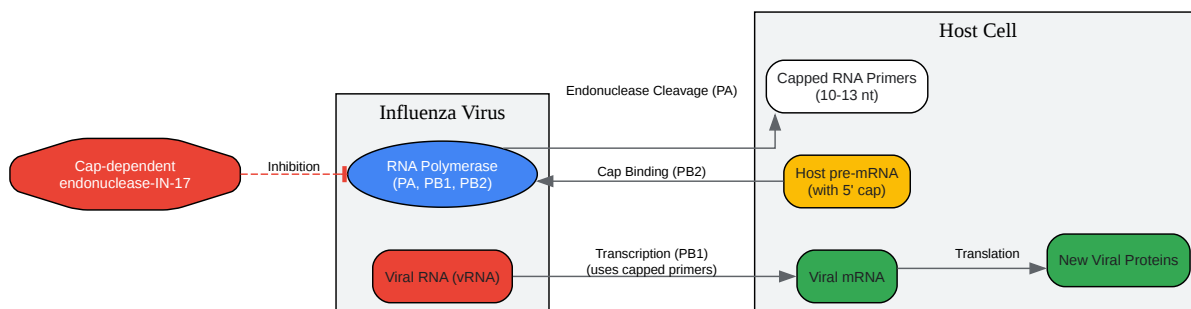 Host Cell
Capped RNA Primers
(10-13 nt)
Endonuclease Cleavage (PA)
Influenza Virus
Cap-dependent
endonuclease-IN-17
Inhibition
RNA Polymerase
(PA, PB1, PB2)
Cap Binding (PB2)
Host pre-mRNA
(with 5' cap)
Viral RNA (vRNA)
Transcription (PB1)
(uses capped primers)
Viral mRNA
Translation
New Viral Proteins